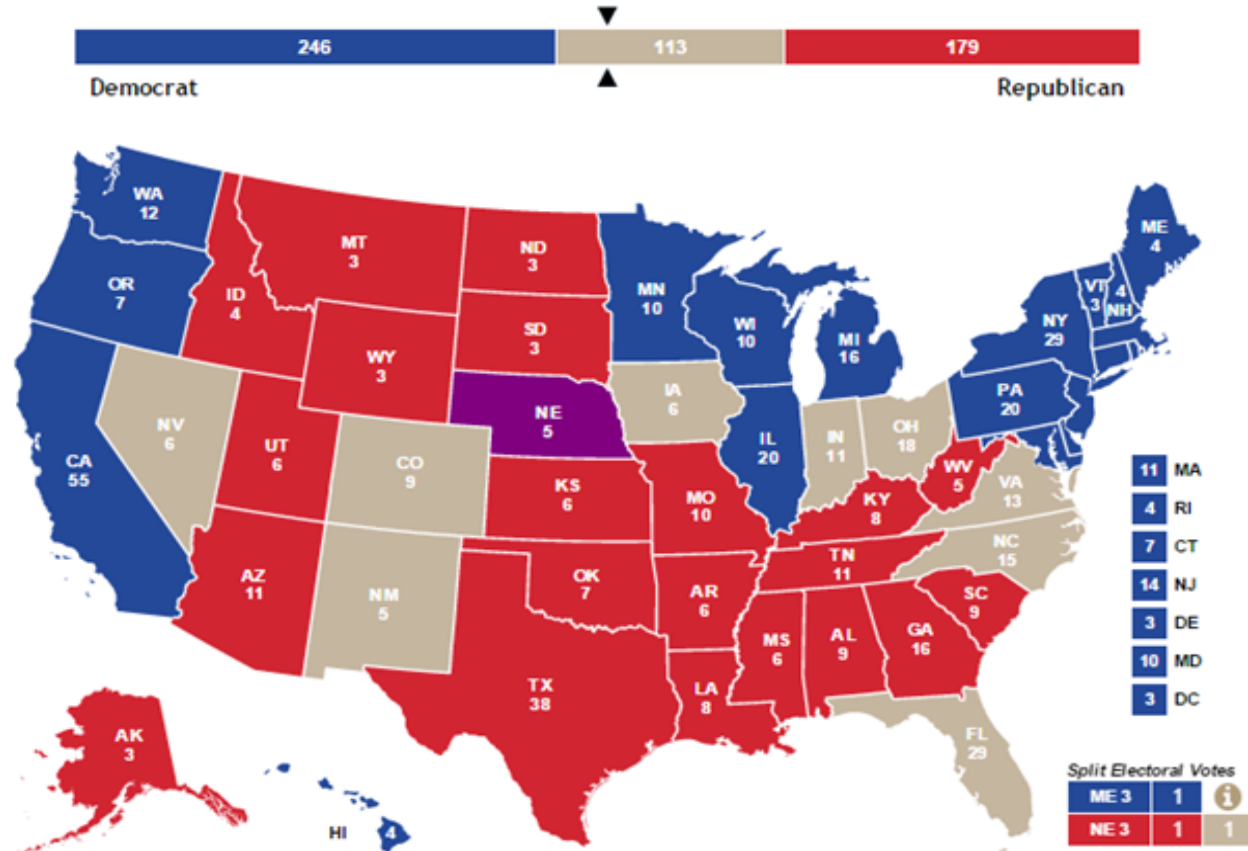 246 113 179
Democrat Republican
WA
12
OR
7
CA
55
NV
6
ID
4
MT
3
WY
3
UT
6
AZ
11
CO
9
NM
5
ND
3
SD
3
NE
5
KS
6
OK
7
TX
38
MN
10
IA
6
MO
10
AR
6
LA
8
WI
10
IL
20
MI
16
IN
11
OH
18
KY
8
TN
11
MS
6
AL
9
GA
16
FL
29
SC
9
NC
15
VA
13
WV
5
PA
20
NY
29
VT
3
4
NH
ME
4
AK
3
HI 4
11 MA
4 RI
7 CT
14 NJ
3 DE
10 MD
3 DC
Split Electoral Votes
ME 3 1 i
NE 3 1 1